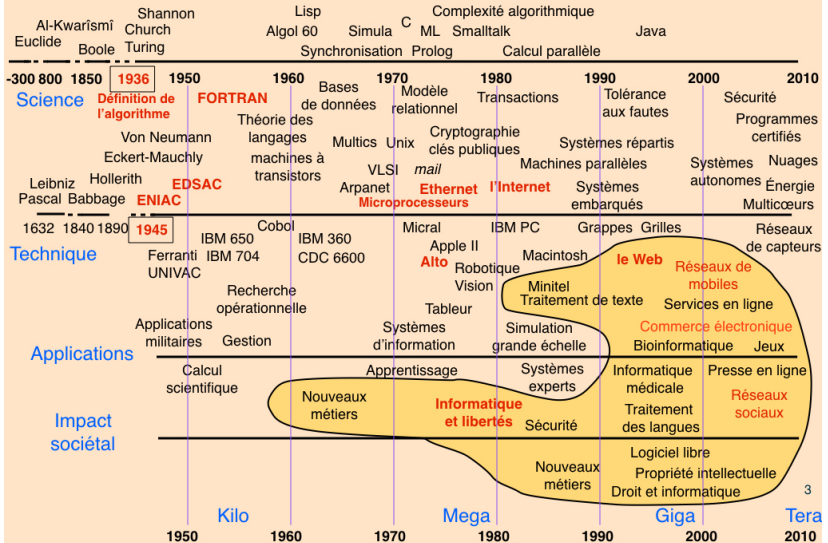 Shannon
Lisp
C
Complexité algorithmique
Al-Kwarîsmî
Church
Algol 60
Simula
ML
Smalltalk
Java
Euclide
Boole
Turing
Synchronisation
Prolog
Calcul parallèle
-300 800 1850 1936 1950 1960 1970 1980 1990 2000 2010
Science
Définition de
l'algorithme
FORTRAN
Bases
de données
Modèle
relationnel
Transactions
Tolérance
aux fautes
Sécurité
Programmes
certifiés
Von Neumann
Théorie des
langages
Multics
Unix
Cryptographie
clés publiques
Systèmes répartis
Eckert-Mauchly
machines à
transistors
VLSI
mail
Machines parallèles
Systèmes
autonomes
Nuages
Leibniz
Hollerith
EDSAC
Arpanet
Ethernet
l'Internet
Systèmes
embarqués
Énergie
Pascal
Babbage
ENIAC
Microprocesseurs
Multicœurs
1632 1840 1890 1945
Technique
Cobol
Micral
IBM PC
Grappes
Grilles
Réseaux
de capteurs
IBM 650
IBM 360
Apple II
Ferranti
IBM 704
CDC 6600
Alto
Macintosh
le Web
UNIVAC
Robotique
Vision
Réseaux de
mobiles
Recherche
opérationnelle
Minitel
Traitement de texte
Services en ligne
Tableur
Applications
militaires
Gestion
Systèmes
d'information
Simulation
grande échelle
Commerce électronique
Bioinformatique
Jeux
Applications
Calcul
scientifique
Apprentissage
Systèmes
experts
Informatique
médicale
Presse en ligne
Nouveaux
métiers
Informatique
et libertés
Sécurité
Traitement
des langues
Réseaux
sociaux
Impact
sociétal
Logiciel libre
Nouveaux
métiers
Propriété intellectuelle
Droit et informatique
3
Kilo
Mega
Giga
Tera
1950 1960 1970 1980 1990 2000 2010